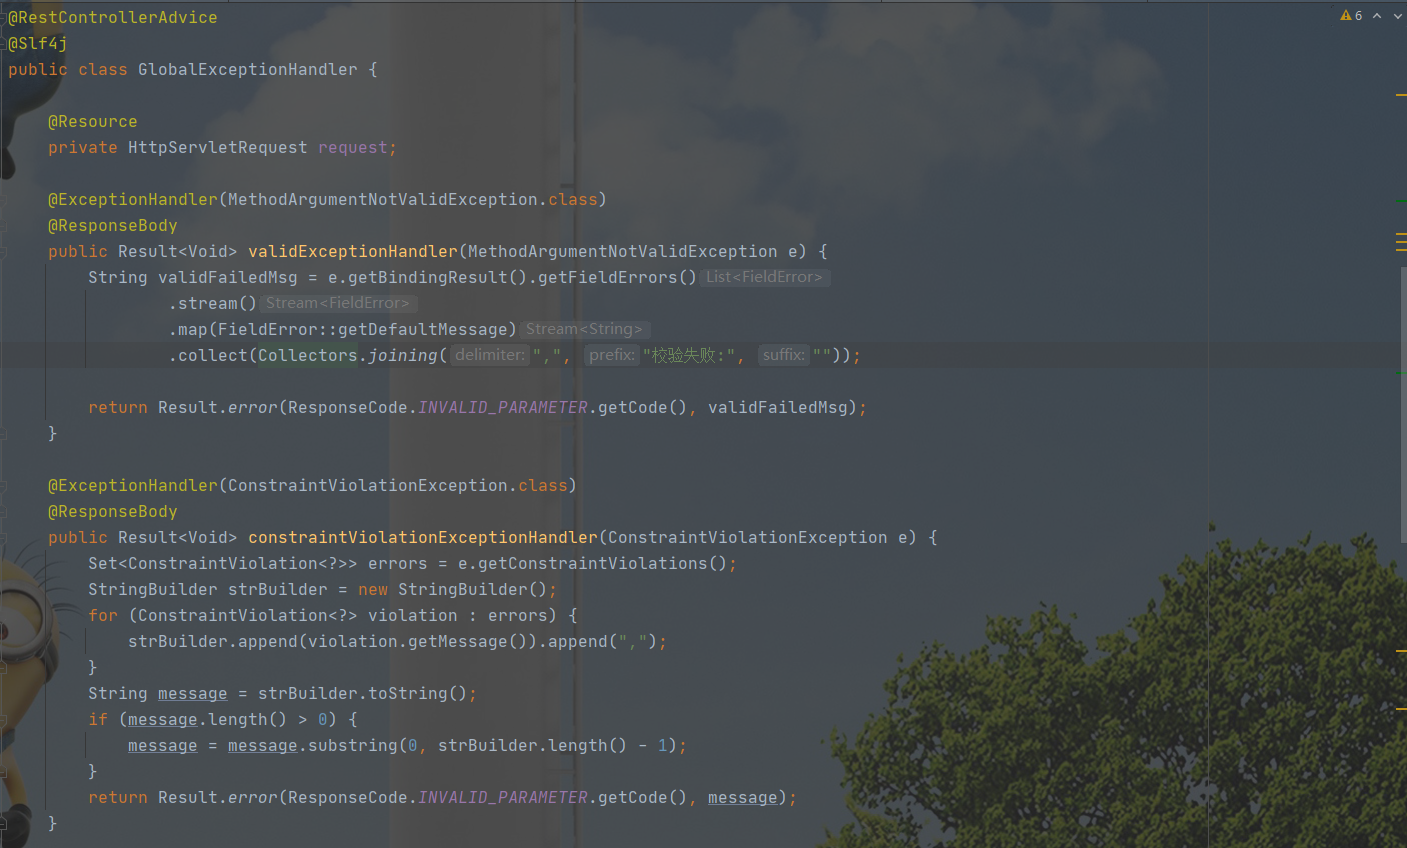 @RestControllerAdvice
6
@Slf4j
public class GlobalExceptionHandler {
@Resource
private HttpServletRequest request;
@ExceptionHandler(MethodArgumentNotValidException.class)
@ResponseBody
public Result<Void> validExceptionHandler(MethodArgumentNotValidException e) {
String validFailedMsg = e.getBindingResult().getFieldErrors() List<FieldError>
.stream() Stream<FieldError>
.map(FieldError::getDefaultMessage) Stream<String>
.collect(Collectors.joining( delimiter: ",", prefix: "校验失败:", suffix: ""));
return Result.error(ResponseCode.INVALID_PARAMETER.getCode(), validFailedMsg);
}
@ExceptionHandler(ConstraintViolationException.class)
@ResponseBody
public Result<Void> constraintViolationExceptionHandler(ConstraintViolationException e) {
Set<ConstraintViolation<?>> errors = e.getConstraintViolations();
StringBuilder strBuilder = new StringBuilder();
for (ConstraintViolation<?> violation : errors) {
strBuilder.append(violation.getMessage()).append(",");
}
String message = strBuilder.toString();
if (message.length() > 0) {
message = message.substring(0, strBuilder.length() - 1);
}
return Result.error(ResponseCode.INVALID_PARAMETER.getCode(), message);
}